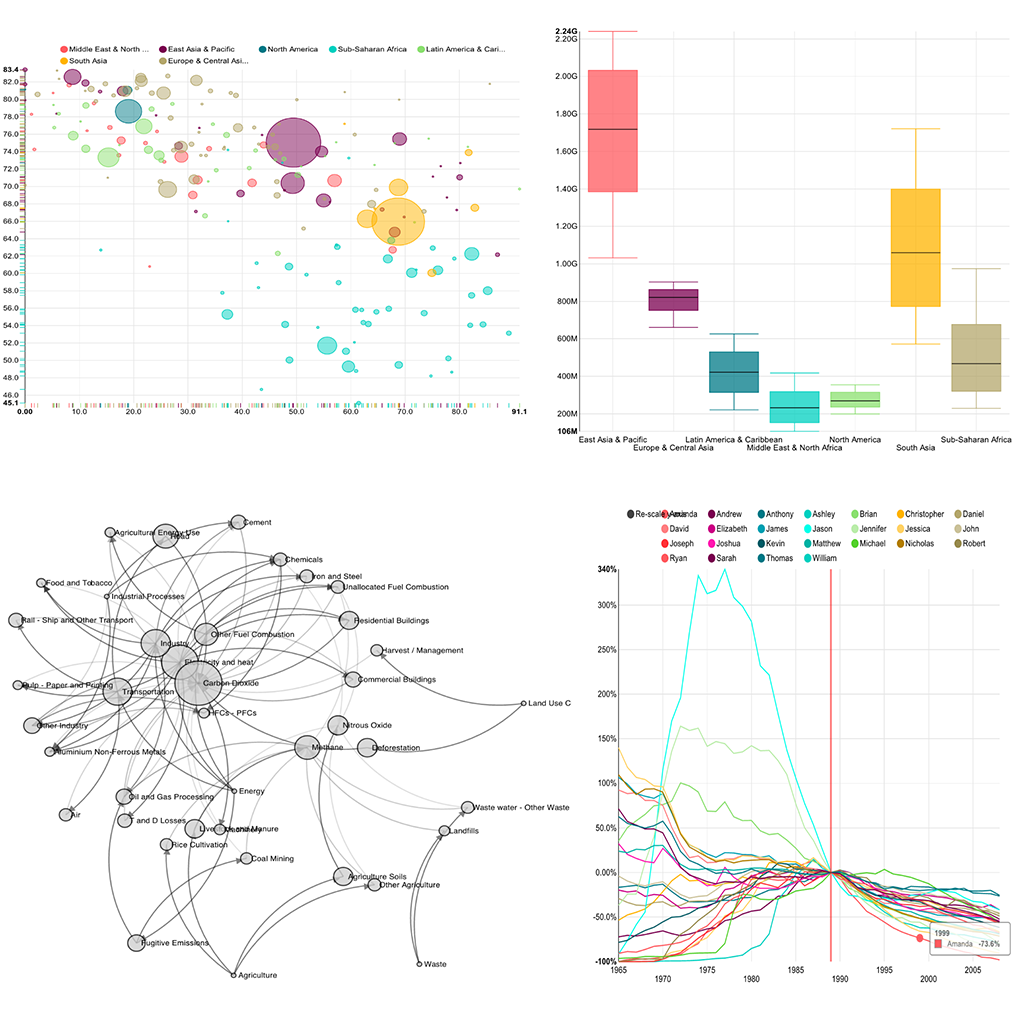 Middle East & North ... East Asia & Pacific North America Sub-Saharan Africa Latin America & Cari...
South Asia Europe & Central Asi...
83.4
82.0
80.0
78.0
76.0
74.0
72.0
70.0
68.0
66.0
64.0
62.0
60.0
58.0
56.0
54.0
52.0
50.0
48.0
46.0
45.1
0.00 10.0 20.0 30.0 40.0 50.0 60.0 70.0 80.0 91.1
2.24G
2.20G
2.00G
1.80G
1.60G
1.40G
1.20G
1.00G
800M
600M
400M
200M
106M
East Asia & Pacific Latin America & Caribbean North America Sub-Saharan Africa
Europe & Central Asia Middle East & North Africa South Asia
Cement
Agricultural Energy Use
Road
Chemicals
Iron and Steel
Food and Tobacco
Unallocated Fuel Combustion
Industrial Processes
Rail - Ship and Other Transport
Residential Buildings
Other Fuel Combustion
Industry
Harvest / Management
Electricity and heat
Carbon Dioxide
Commercial Buildings
Pulp - Paper and Printing
Transportation
Land Use C
HFCs - PFCs
Other Industry
Nitrous Oxide
Methane
Deforestation
Aluminium Non-Ferrous Metals
Energy
Oil and Gas Processing
Waste water - Other Waste
Air
T and D Losses
Livestock and Manure
Landfills
Rice Cultivation
Coal Mining
Agriculture Soils
Other Agriculture
Fugitive Emissions
Waste
Agriculture
Re-scale y-axis Amanda Andrew Anthony Ashley Brian Christopher Daniel
David Elizabeth James Jason Jennifer Jessica John
Joseph Joshua Kevin Matthew Michael Nicholas Robert
Ryan Sarah Thomas William
340%
300%
250%
200%
150%
100%
50.0%
0.00%
-50.0%
-100%
1965 1975 1985 1995 2005
1970 1980 1990 2000
1999
Amanda -73.6%